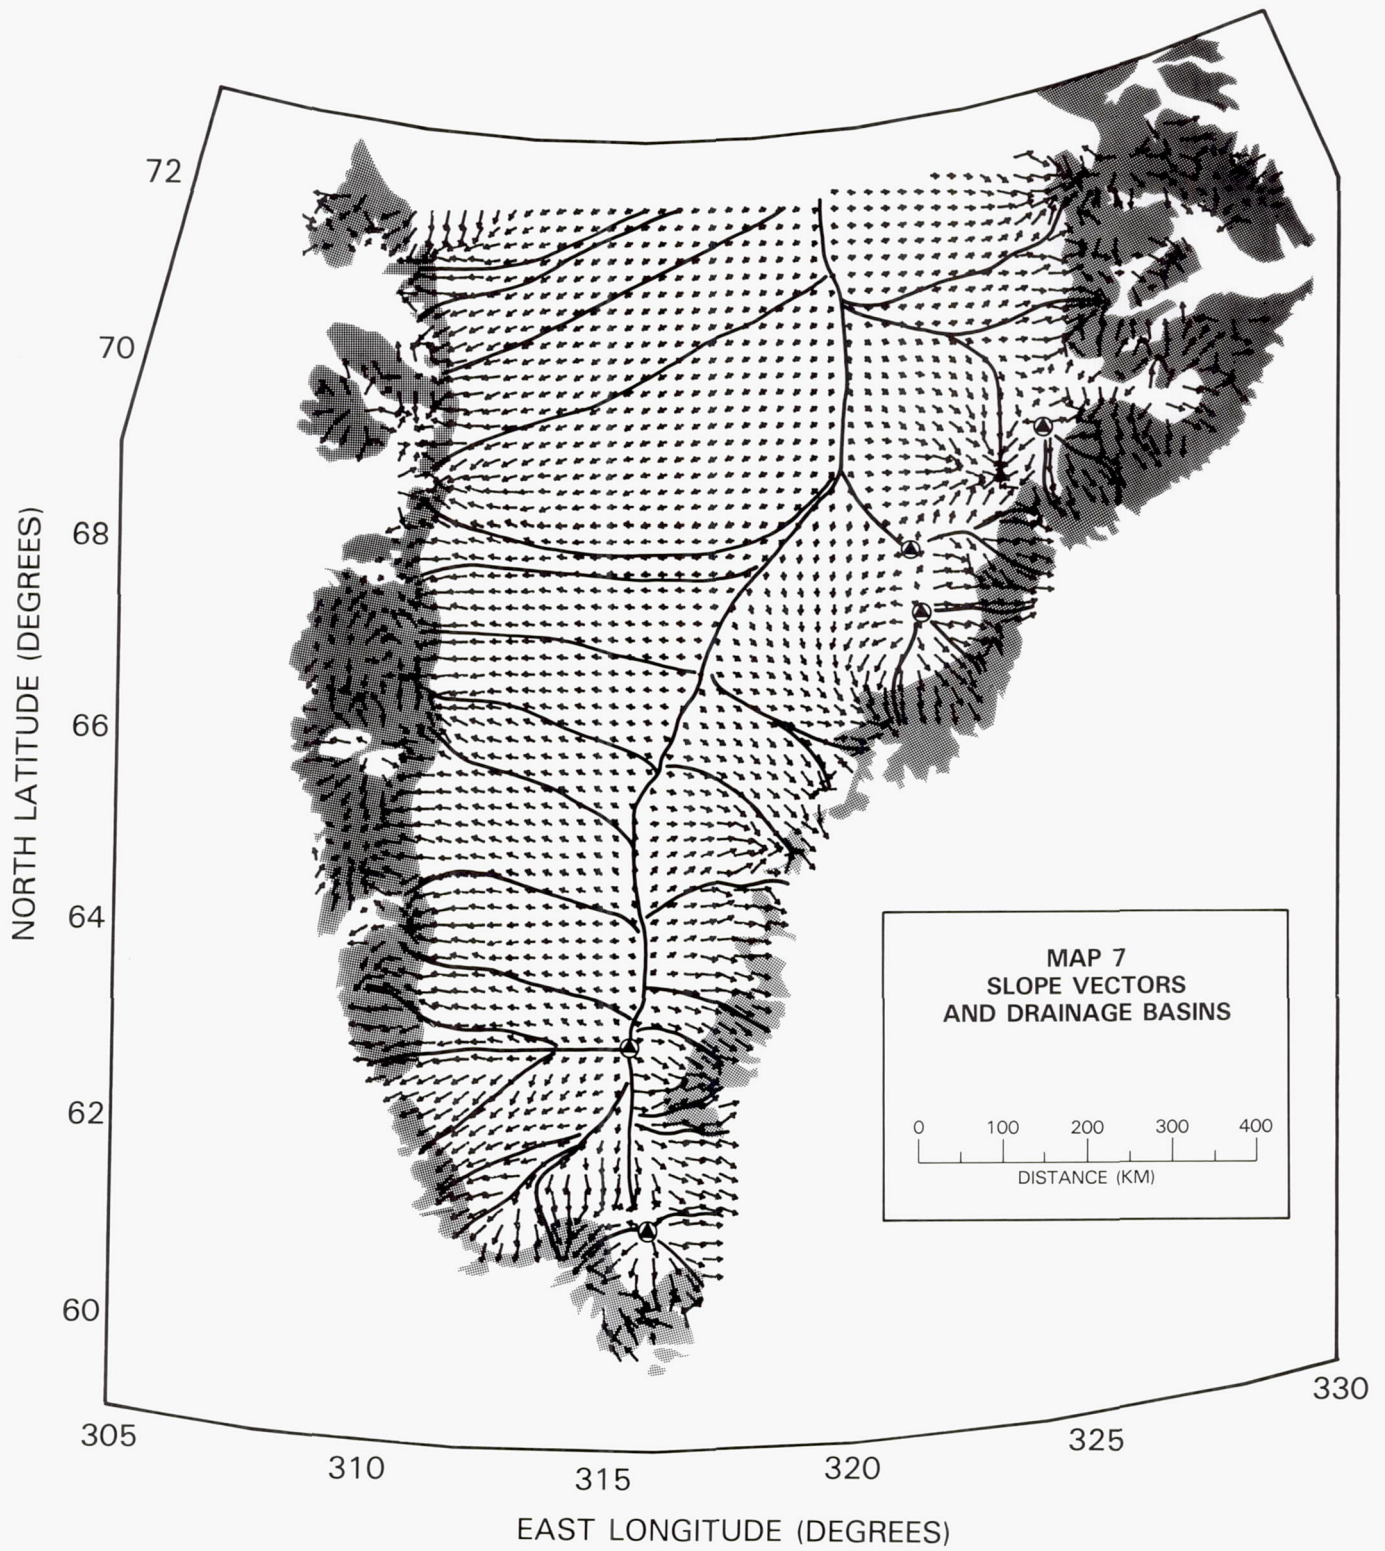 72
70
68
66
64
62
60
NORTH LATITUDE (DEGREES)
MAP 7
SLOPE VECTORS
AND DRAINAGE BASINS
0 100 200 300 400
DISTANCE (KM)
305 310 315 320 325 330
EAST LONGITUDE (DEGREES)